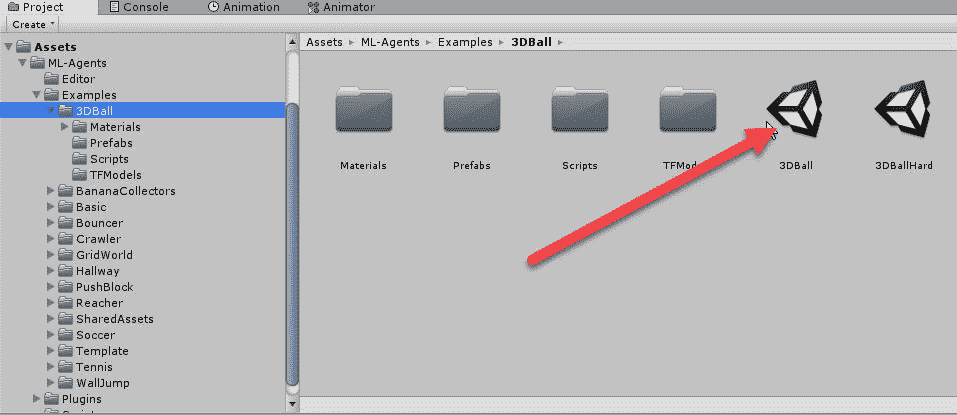 Project Console Animation Animator
Create
Assets
ML-Agents
Editor
Examples
3DBall
Materials
Prefabs
Scripts
TFModels
BananaCollectors
Basic
Bouncer
Crawler
GridWorld
Hallway
PushBlock
Reacher
SharedAssets
Soccer
Template
Tennis
WallJump
Plugins
Assets ▸ ML-Agents ▸ Examples ▸ 3DBall ▸
Materials Prefabs Scripts 3DBall 3DBallHard